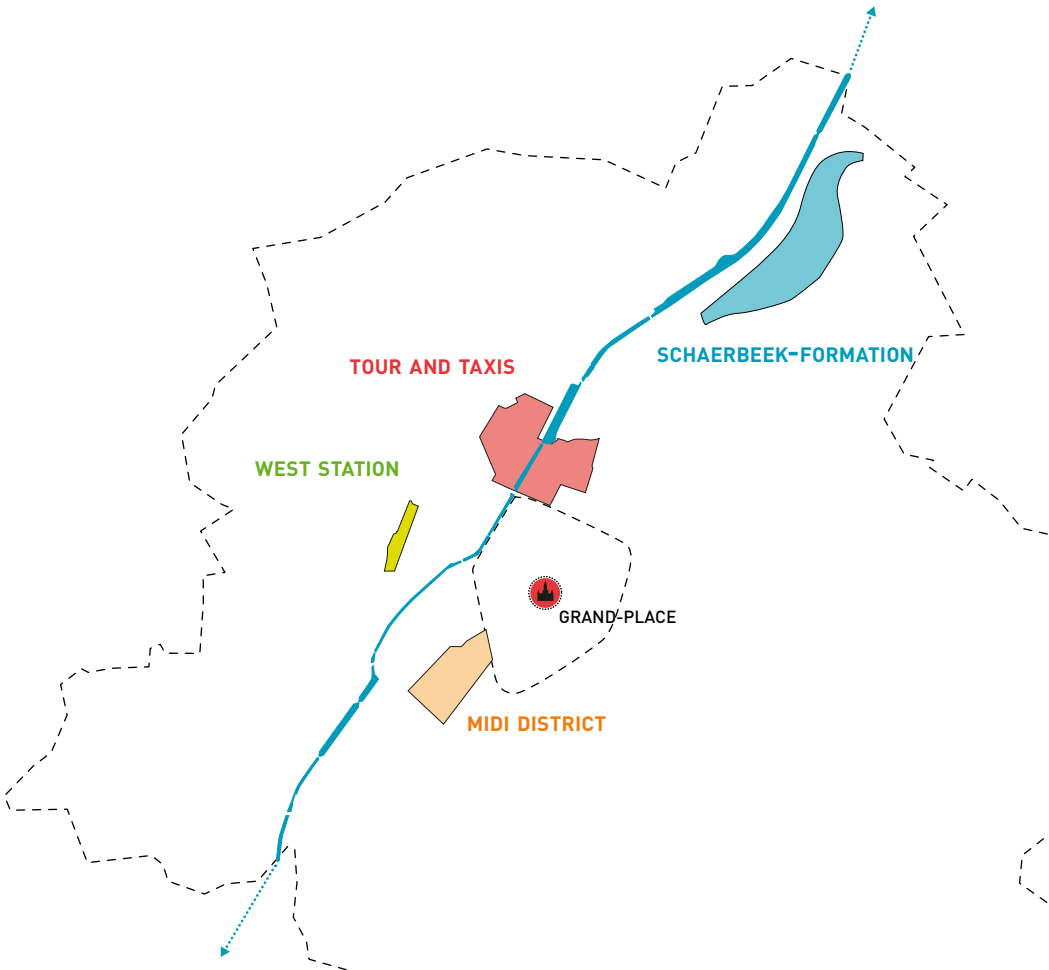 SCHAERBEEK-FORMATION
TOUR AND TAXIS
WEST STATION
GRAND-PLACE
MIDI DISTRICT